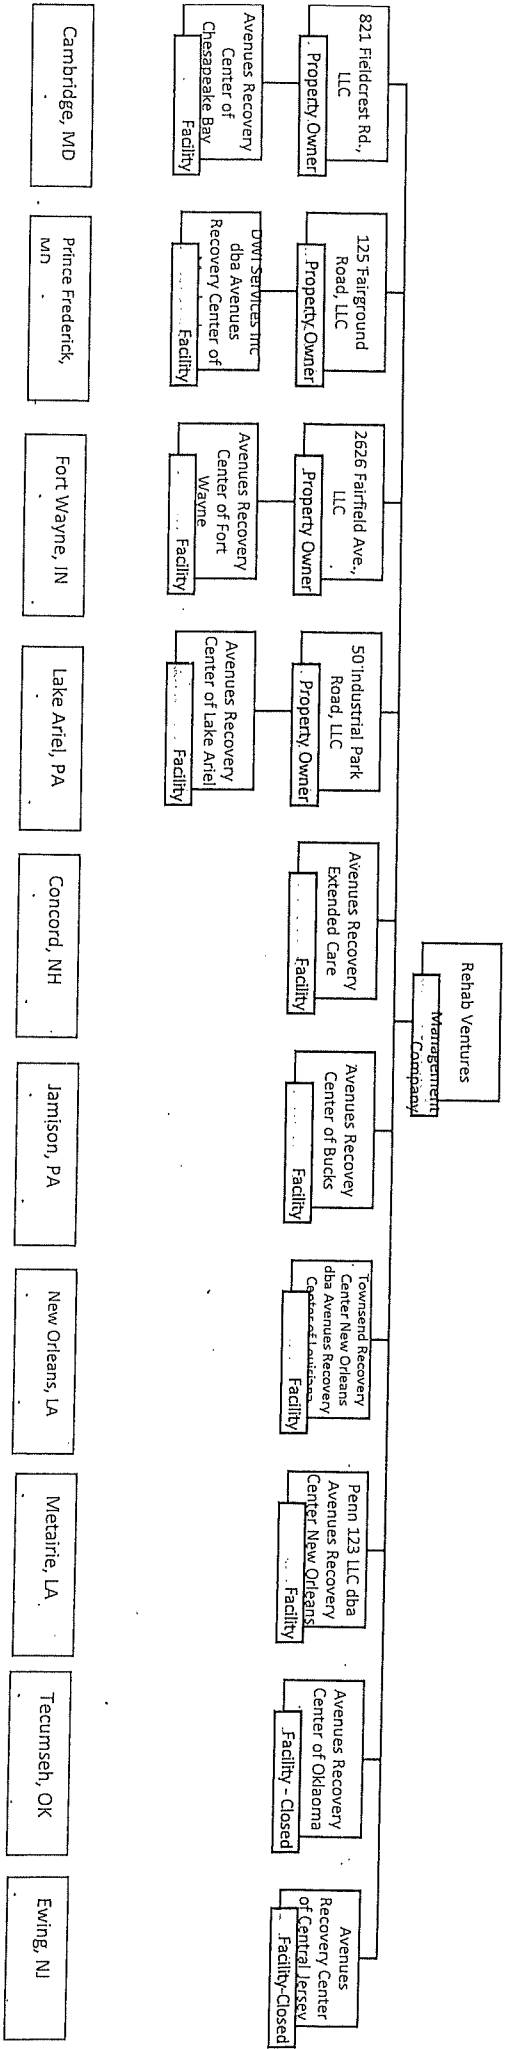 Rehab Ventures
Management
Company
821 Fieldcrest Rd.,
LLC
Property Owner
125 Fairground
Road, LLC
Property Owner
2626 Fairfield Ave.,
LLC
Property Owner
50 Industrial Park
Road, LLC
Property Owner
Avenues Recovery
Extended Care
Facility
Avenues Recovey
Center of Bucks
Facility
Townsend Recovery
Center New Orleans
dba Avenues Recovery
Center of Louisiana
Facility
Penn 123 LLC dba
Avenues Recovery
Center New Orleans
Facility
Avenues Recovery
Center of Oklaoma
Facility - Closed
Avenues
Recovery Center
of Central Jersey
Facility-Closed
Avenues Recovery
Center of
Chesapeake Bay
Facility
DWI Services Inc
dba Avenues
Recovery Center of
Facility
Avenues Recovery
Center of Fort
Wayne
Facility
Avenues Recovery
Center of Lake Ariel
Facility
Cambridge, MD
Prince Frederick,
MD
Fort Wayne, IN
Lake Ariel, PA
Concord, NH
Jamison, PA
New Orleans, LA
Metairie, LA
Tecumseh, OK
Ewing, NJ